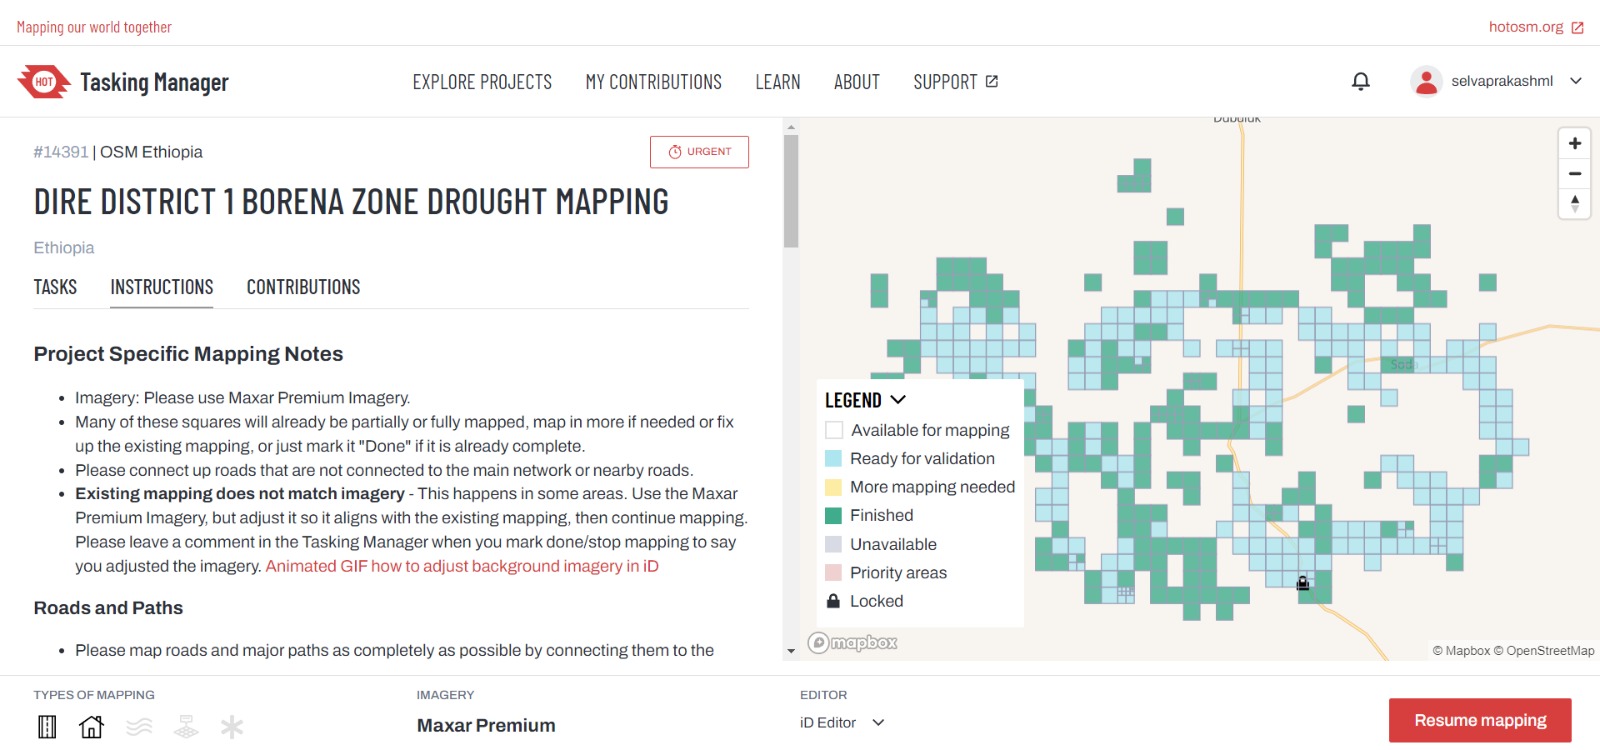 Mapping our world together
hotosm.org
HOT
Tasking Manager
EXPLORE PROJECTS
MY CONTRIBUTIONS
LEARN
ABOUT
SUPPORT
selvaprakashml
#14391 | OSM Ethiopia
URGENT
DIRE DISTRICT 1 BORENA ZONE DROUGHT MAPPING
Ethiopia
TASKS
INSTRUCTIONS
CONTRIBUTIONS
Project Specific Mapping Notes
• Imagery: Please use Maxar Premium Imagery.
• Many of these squares will already be partially or fully mapped, map in more if needed or fix
up the existing mapping, or just mark it "Done" if it is already complete.
• Please connect up roads that are not connected to the main network or nearby roads.
• Existing mapping does not match imagery - This happens in some areas. Use the Maxar
Premium Imagery, but adjust it so it aligns with the existing mapping, then continue mapping.
Please leave a comment in the Tasking Manager when you mark done/stop mapping to say
you adjusted the imagery. Animated GIF how to adjust background imagery in iD
Roads and Paths
• Please map roads and major paths as completely as possible by connecting them to the
Dubuluk
Soda
LEGEND
Available for mapping
Ready for validation
More mapping needed
Finished
Unavailable
Priority areas
Locked
mapbox
© Mapbox © OpenStreetMap
TYPES OF MAPPING
IMAGERY
Maxar Premium
EDITOR
iD Editor
Resume mapping